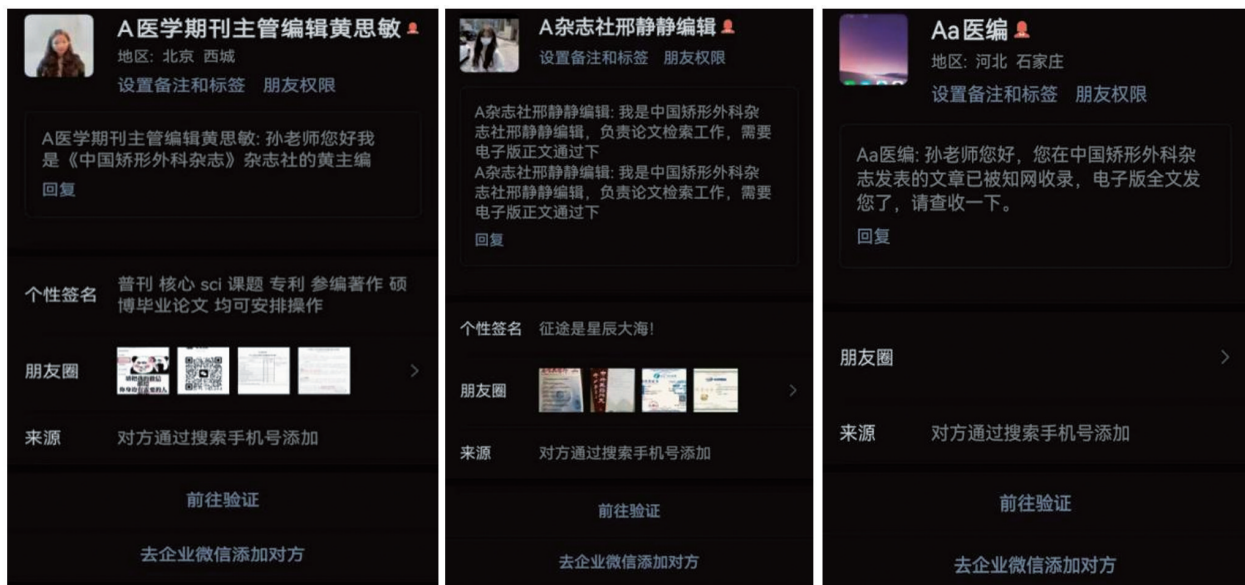 A医学期刊主管编辑黄思敏
地区: 北京 西城
设置备注和标签 朋友权限
A医学期刊主管编辑黄思敏: 孙老师您好我
是《中国矫形外科杂志》杂志社的黄主编
回复
个性签名
普刊 核心 sci 课题 专利 参编著作 硕
博毕业论文 均可安排操作
朋友圈
来源 对方通过搜索手机号添加
前往验证
去企业微信添加对方
A杂志社邢静静编辑
设置备注和标签 朋友权限
A杂志社邢静静编辑: 我是中国矫形外科杂
志社邢静静编辑，负责论文检索工作，需要
电子版正文通过下
A杂志社邢静静编辑: 我是中国矫形外科杂
志社邢静静编辑，负责论文检索工作，需要
电子版正文通过下
回复
个性签名 征途是星辰大海!
朋友圈
来源 对方通过搜索手机号添加
前往验证
去企业微信添加对方
Aa医编
地区: 河北 石家庄
设置备注和标签 朋友权限
Aa医编: 孙老师您好，您在中国矫形外科杂
志发表的文章已被知网收录，电子版全文发
您了，请查收一下。
回复
朋友圈
来源 对方通过搜索手机号添加
前往验证
去企业微信添加对方